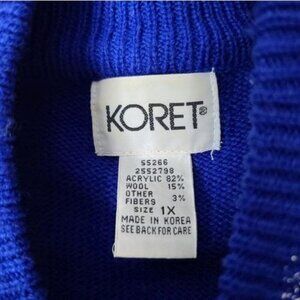 KORET®
55266
2552798
ACRYLIC 82%
WOOL 15%
OTHER
FIBERS 3%
SIZE 1X
MADE IN KOREA
SEE BACK FOR CARE